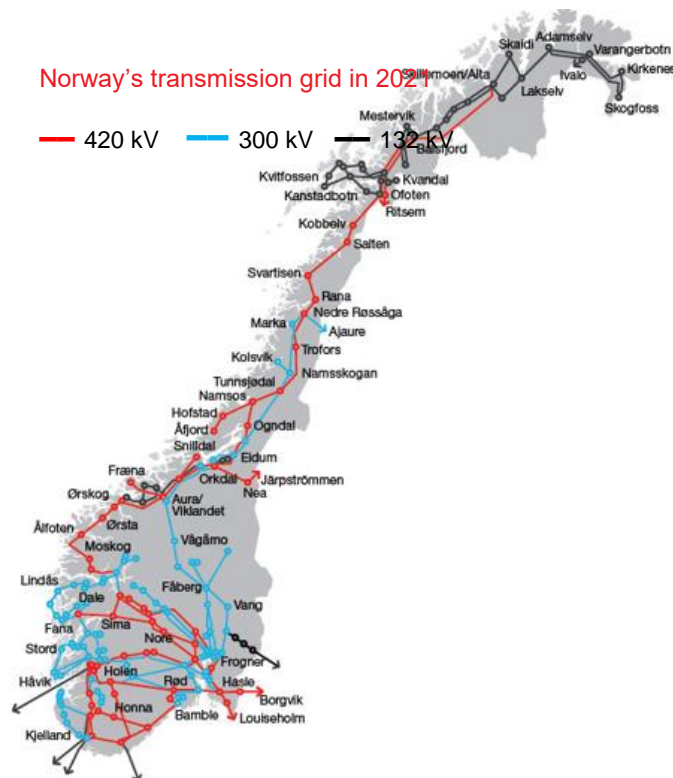 Norway's transmission grid in 2021
420 kV
300 kV
132 kV
Skaidi
Adamselv
Varangerbotn
Kirkenes
Ivalo
Skillemoen/Alta
Lakselv
Skogfoss
Mestervik
Balsfjord
Kvitfossen
Kvandal
Kanstadbotn
Ofoten
Ritsem
Kobbelv
Salten
Svartisen
Rana
Nedre Røssåga
Marka
Ajaure
Kolsvik
Trofors
Namsskogan
Tunnsjødal
Namsos
Hofstad
Åfjord
Ogndal
Snilldal
Eidum
Fræna
Orkdal
Järpströmmen
Nea
Ørskog
Aura/
Viklandet
Ørsta
Ålfoten
Vågåmo
Moskog
Lindås
Fåberg
Dale
Vang
Sima
Fana
Nore
Stord
Frogner
Håvik
Holen
Rød
Hasle
Borgvik
Honna
Bamble
Louiseholm
Kjelland